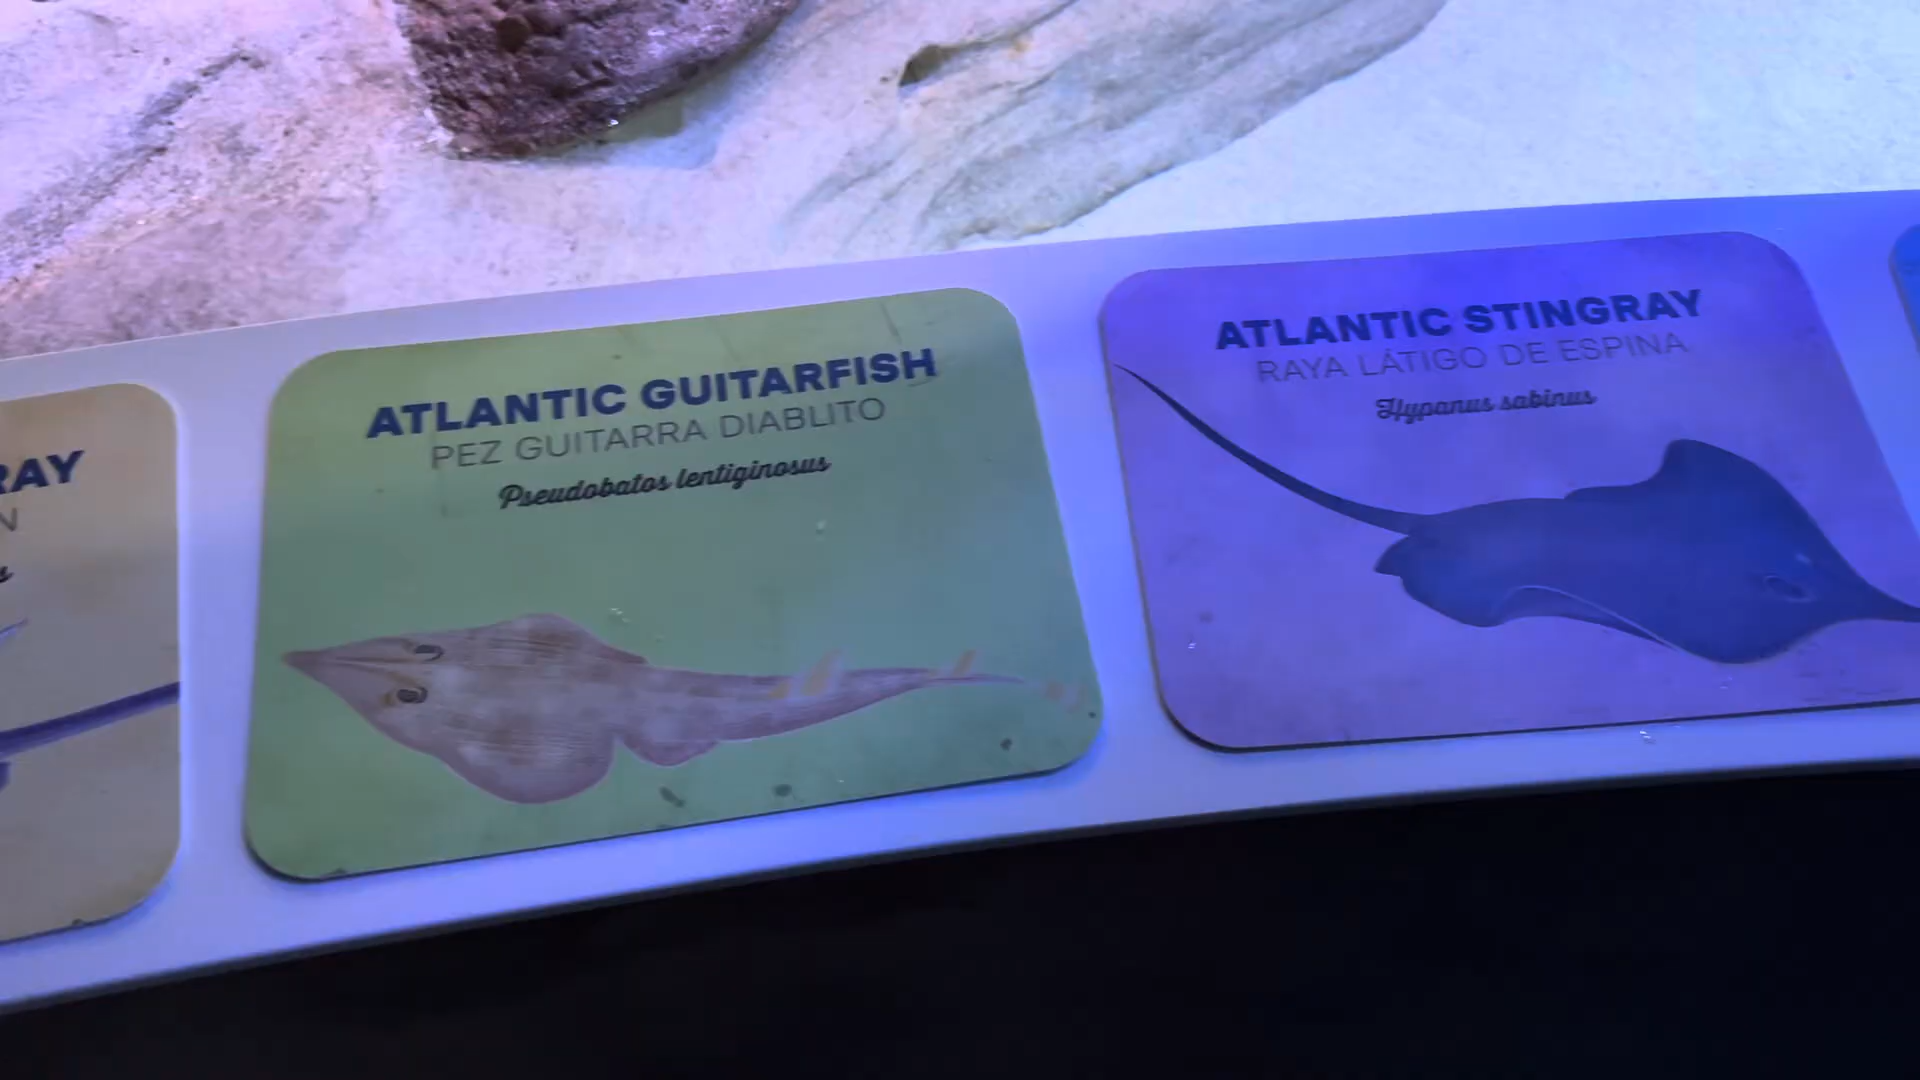 RAY
N
ATLANTIC GUITARFISH
PEZ GUITARRA DIABLITO
Pseudobatos lentiginosus
ATLANTIC STINGRAY
RAYA LÁTIGO DE ESPINA
Hypanus sabinus